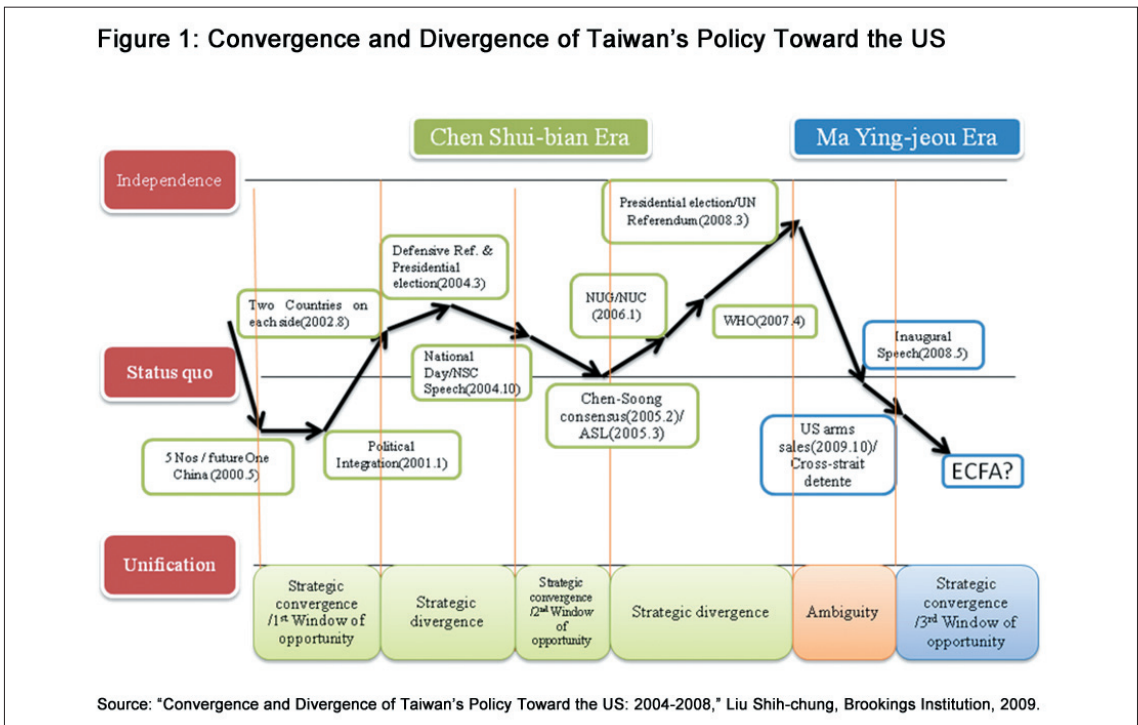 Figure 1: Convergence and Divergence of Taiwan's Policy Toward the US
Chen Shui-bian Era
Ma Ying-jeou Era
Independence
Presidential election/UN
Referendum(2008.3)
Defensive Ref. &
Presidential
election(2004.3)
Two Countries on
each side(2002.8)
NUG/NUC
(2006.1)
WHO(2007.4)
Inaugural
Speech(2008.5)
Status quo
National
Day/NSC
Speech(2004.10)
Chen-Soong
consensus(2005.2)/
ASL(2005.3)
US arms
sales(2009.10)/
Cross-strait
detente
5 Nos / future One
China (2000.5)
Political
Integration(2001.1)
ECFA?
Unification
Strategic
convergence
/1st Window of
opportunity
Strategic
divergence
Strategic
convergence
/2nd Window
of
opportunity
Strategic divergence
Ambiguity
Strategic
convergence
/3rd Window of
opportunity
Source: "Convergence and Divergence of Taiwan's Policy Toward the US: 2004-2008," Liu Shih-chung, Brookings Institution, 2009.